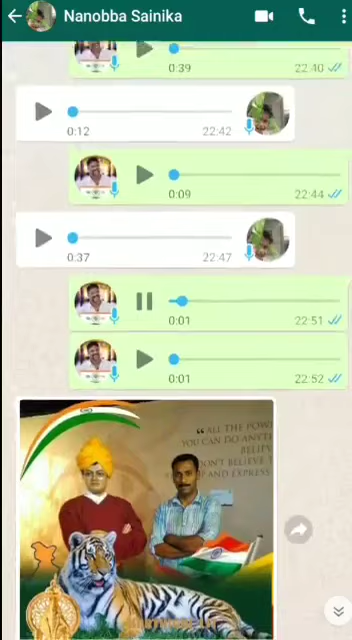 Nanobba Sainika
0:39 22:40
0:12 22:42
0:09 22:44
0:37 22:47
0:01 22:51
0:01 22:52
“ ALL THE POW
YOU CAN DO ANYT
BELIEV
DON'T BELIEVE T
P AND EXPRESS